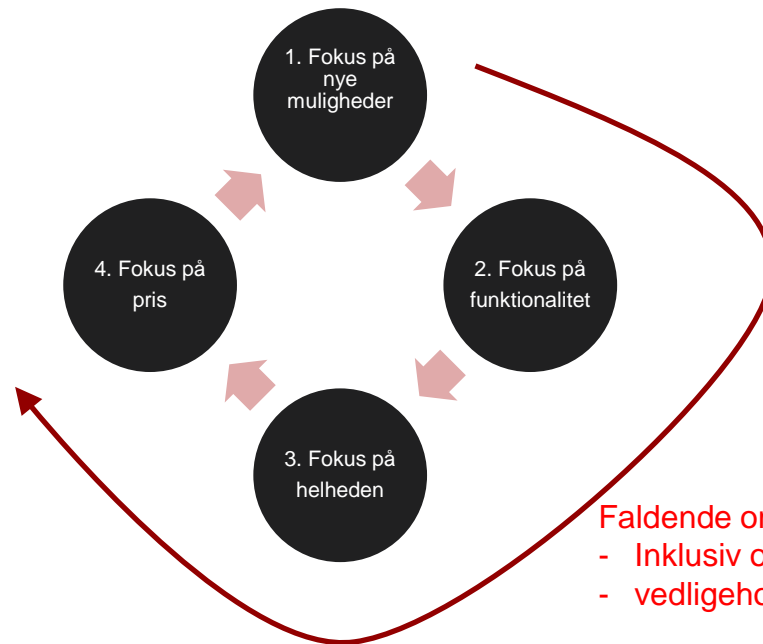 1. Fokus på
nye
muligheder
2. Fokus på
funktionalitet
3. Fokus på
helheden
4. Fokus på
pris
Faldende
- Inklusiv
-